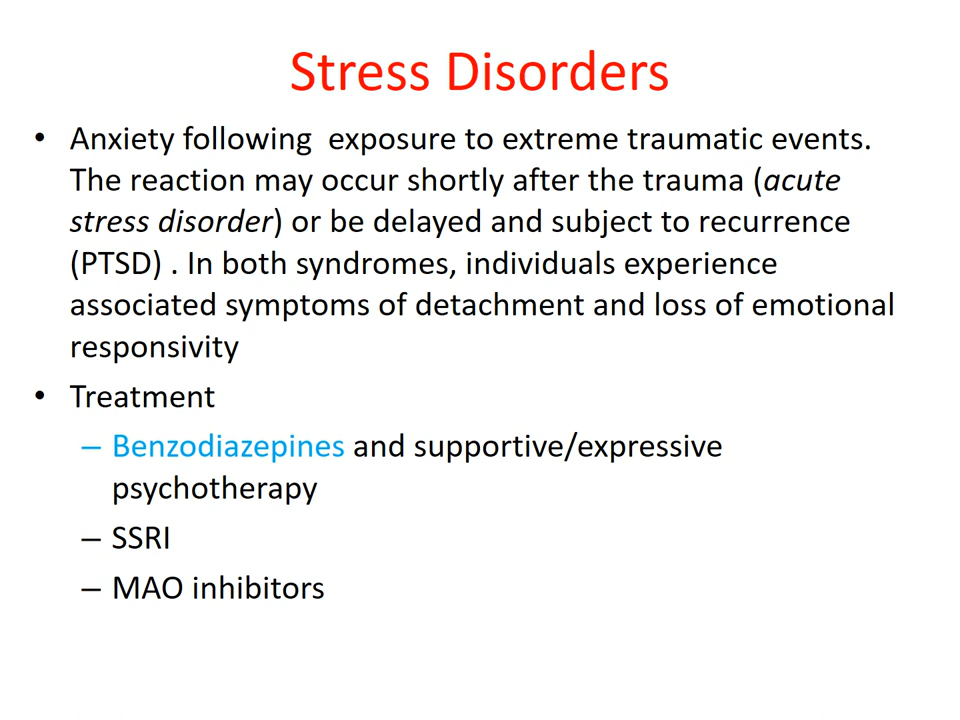 Stress Disorders
• Anxiety following  exposure to extreme traumatic events.
The reaction may occur shortly after the trauma (acute
stress disorder) or be delayed and subject to recurrence
(PTSD) . In both syndromes, individuals experience
associated symptoms of detachment and loss of emotional
responsivity
• Treatment
– Benzodiazepines and supportive/expressive
psychotherapy
– SSRI
– MAO inhibitors